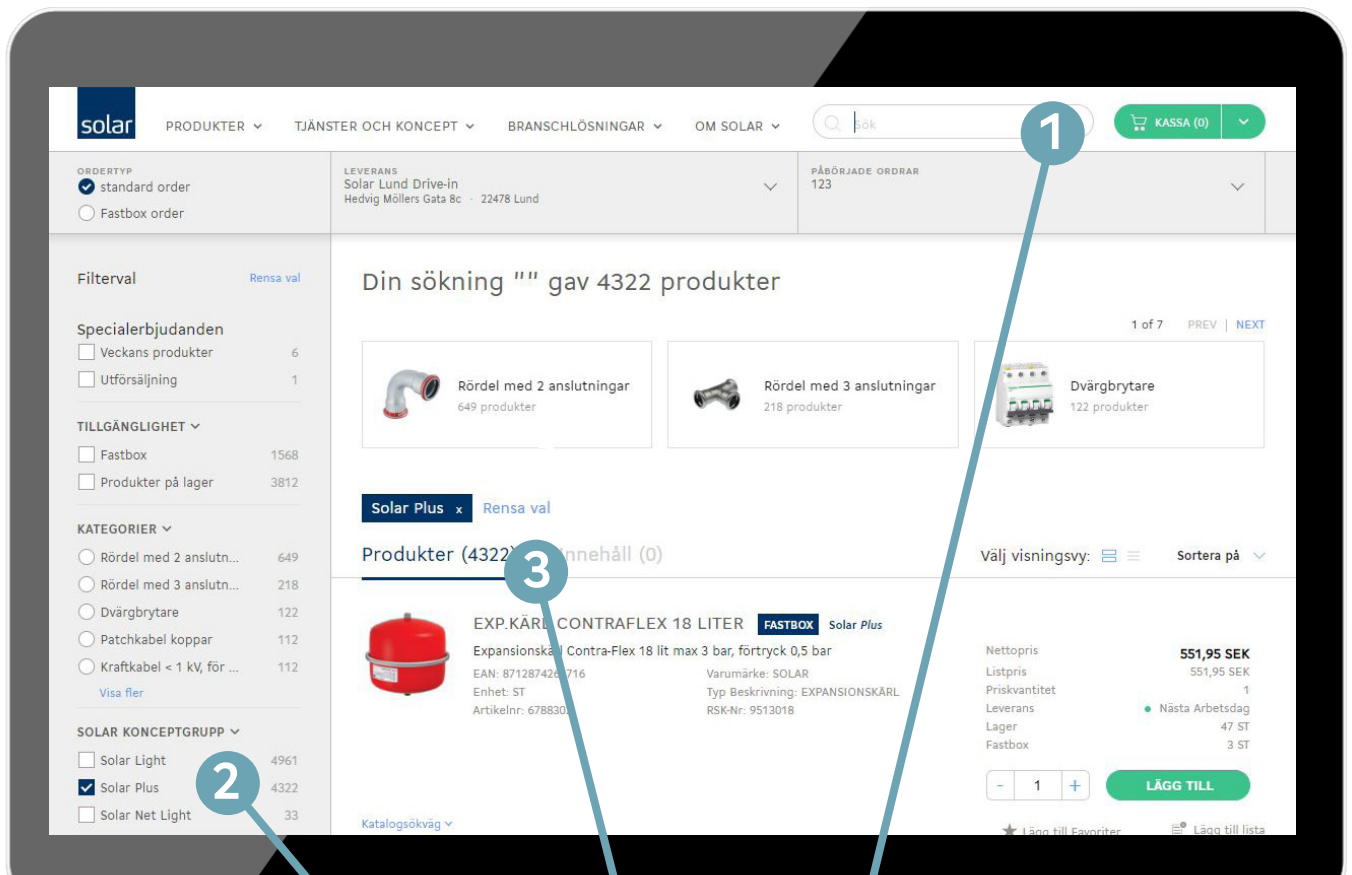 solar
PRODUKTER TJÄNSTER OCH KONCEPT BRANSCHLÖSNINGAR OM SOLAR Sök 1 KASSA (0)
ORDERTYP
standard order
Fastbox order
LEVERANS
Solar Lund Drive-in
Hedvig Möllers Gata 8c · 22478 Lund
PÅBÖRJADE ORDRAR
123
Filterval Rensa val
Specialerbjudanden
Veckans produkter 6
Utförsäljning 1
TILLGÄNGLIGHET
Fastbox 1568
Produkter på lager 3812
KATEGORIER
Rördel med 2 anslutn... 649
Rördel med 3 anslutn... 218
Dvärgbrytare 122
Patchkabel koppar 112
Kraftkabel < 1 kV, för ... 112
Visa fler
SOLAR KONCEPTGRUPP
Solar Light 4961
Solar Plus 4322
2
Solar Net Light 33
Din sökning "" gav 4322 produkter
1 of 7 PREV | NEXT
Rördel med 2 anslutningar
649 produkter
Rördel med 3 anslutningar
218 produkter
Dvärgbrytare
122 produkter
Solar Plus x Rensa val
Produkter (4322) 3 Innehåll (0) Välj visningsvy: Sortera på
EXP.KÄRL CONTRAFLEX 18 LITER FASTBOX Solar Plus
Expansionskärl Contra-Flex 18 lit max 3 bar, förtryck 0,5 bar
Varumärke: SOLAR
Enhet: ST Typ Beskrivning: EXPANSIONSKÄRL
Artikelnr: RSK-Nr: 9513018
Nettopris 551,95 SEK
Listpris 551,95 SEK
Priskvantitet 1
Leverans Nästa Arbetsdag
Lager 47 ST
Fastbox 3 ST
- 1 + LÄGG TILL
Katalogsökväg Lägg till Favoriter Lägg till lista